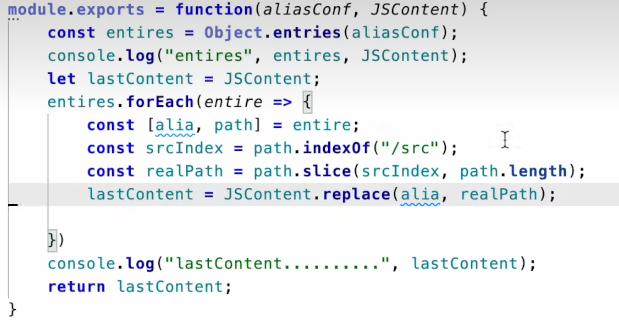 module.exports = function(aliasConf, JSContent) {
    const entires = Object.entries(aliasConf);
    console.log("entires", entires, JSContent);
    let lastContent = JSContent;
    entires.forEach(entire => {
        const [alia, path] = entire;
        const srcIndex = path.indexOf("/src");
        const realPath = path.slice(srcIndex, path.length);
        lastContent = JSContent.replace(alia, realPath);
    })
    console.log("lastContent..........", lastContent);
    return lastContent;
}